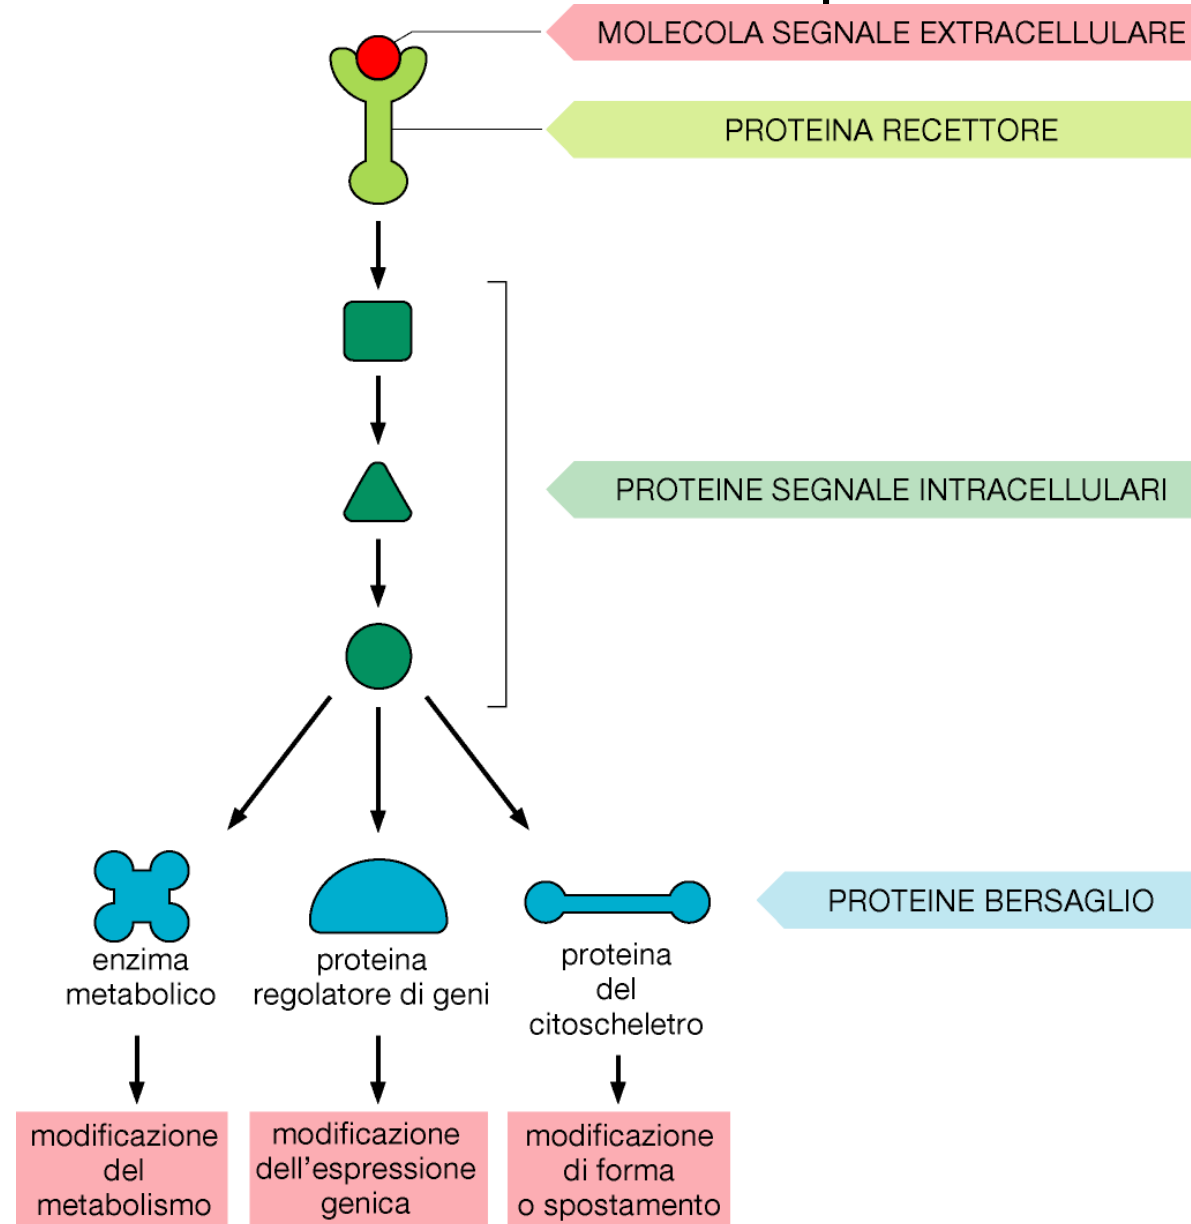 MOLECOLA SEGNALE EXTRACELLULARE
PROTEINA RECETTORE
PROTEINE SEGNALE INTRACELLULARI
PROTEINE BERSAGLIO
enzima
metabolico
proteina
regolatore di geni
proteina
del
citoscheletro
modificazione
del
metabolismo
modificazione
dell'espressione
genica
modificazione
di forma
o spostamento